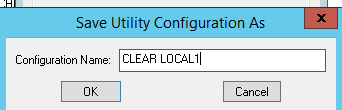 Save Utility Configuration As
x
Configuration Name: CLEAR LOCAL1
OK Cancel